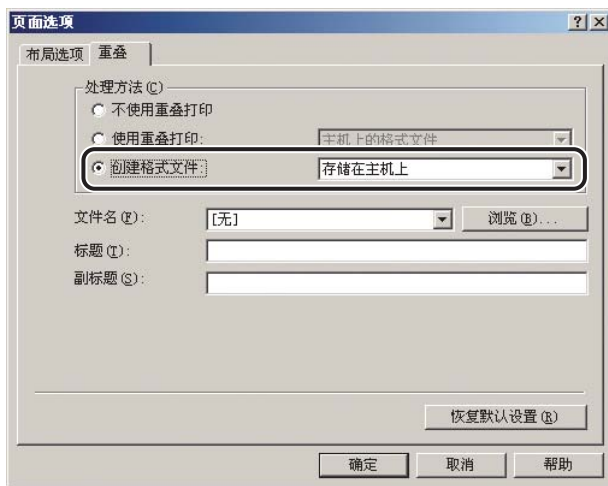 页面选项
布局选项 重叠
处理方法(C)
不使用重叠打印
使用重叠打印: 主机上的格式文件
创建格式文件: 存储在主机上
文件名(F): [无] 浏览(B)...
标题(T):
副标题(S):
恢复默认设置(R)
确定 取消 帮助